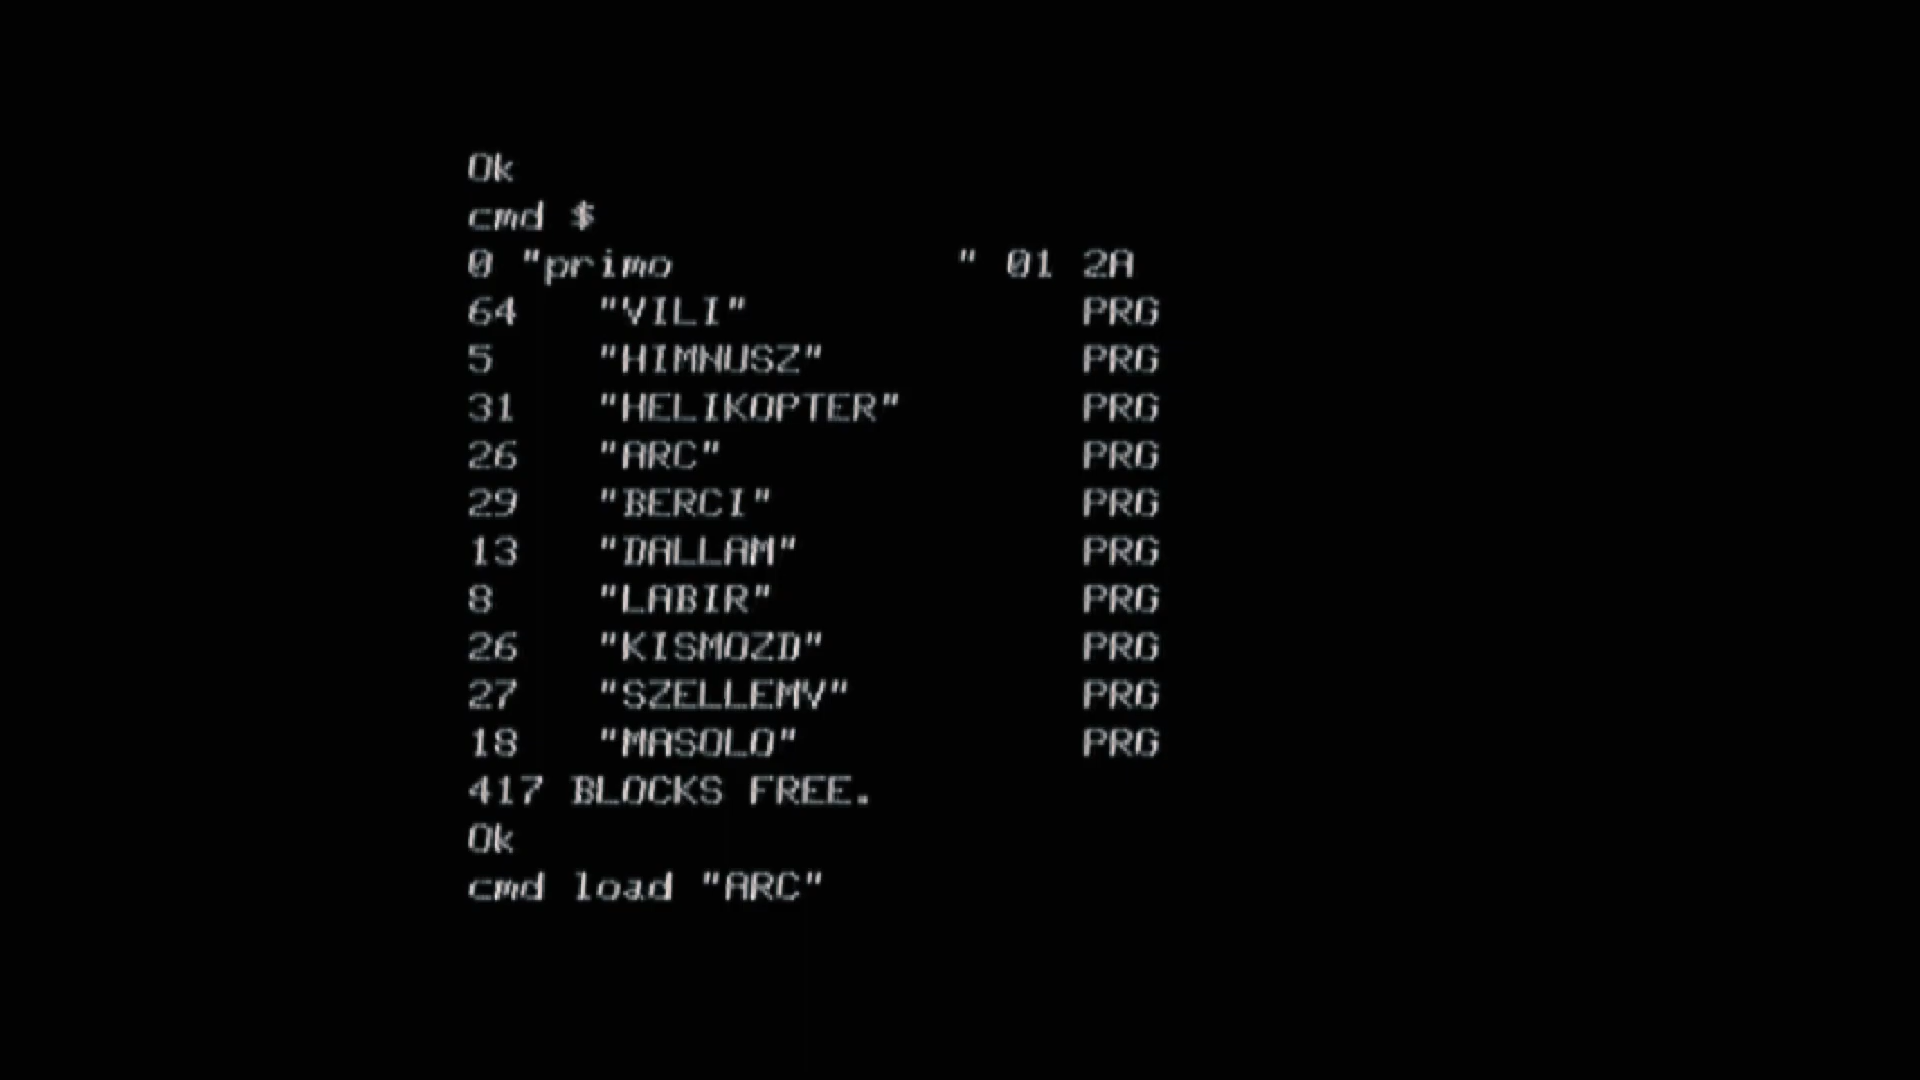 Ok
cmd $
0 "primo           " 01 2A
64   "VILI"             PRG
5    "HIMNUSZ"          PRG
31   "HELIKOPTER"       PRG
26   "ARC"              PRG
29   "BERCI"            PRG
13   "DALLAM"           PRG
8    "LABIR"            PRG
26   "KISMOZD"          PRG
27   "SZELLEMV"         PRG
18   "MASOLO"           PRG
417 BLOCKS FREE.
Ok
cmd load "ARC"